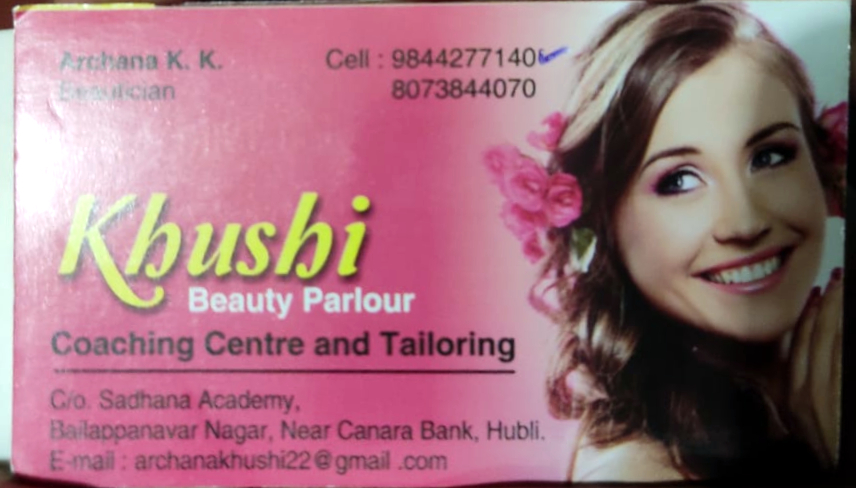 Archana K. K.
Beautician
Cell : 9844277140
8073844070
Khushi
Beauty Parlour
Coaching Centre and Tailoring
C/o. Sadhana Academy,
Bailappanavar Nagar, Near Canara Bank, Hubli.
E-mail : archanakhushi22@gmail .com